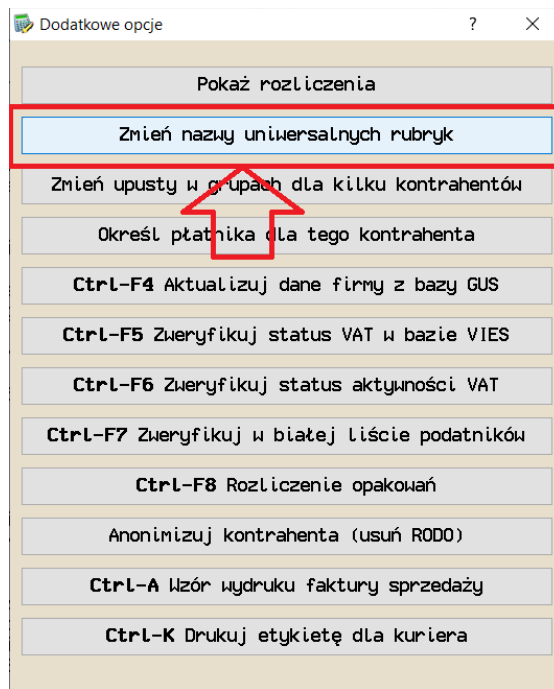 Dodatkowe opcje ?
Pokaż rozliczenia
Zmień nazwy uniwersalnych rubryk
Zmień upusty w grupach dla kilku kontrahentów
Określ płatnika dla tego kontrahenta
Ctrl-F4 Aktualizuj dane firmy z bazy GUS
Ctrl-F5 Zweryfikuj status VAT w bazie VIES
Ctrl-F6 Zweryfikuj status aktywności VAT
Ctrl-F7 Zweryfikuj w białej liście podatników
Ctrl-F8 Rozliczenie opakowań
Anonimizuj kontrahenta (usuń RODO)
Ctrl-A Wzór wydruku faktury sprzedaży
Ctrl-K Drukuj etykietę dla kuriera